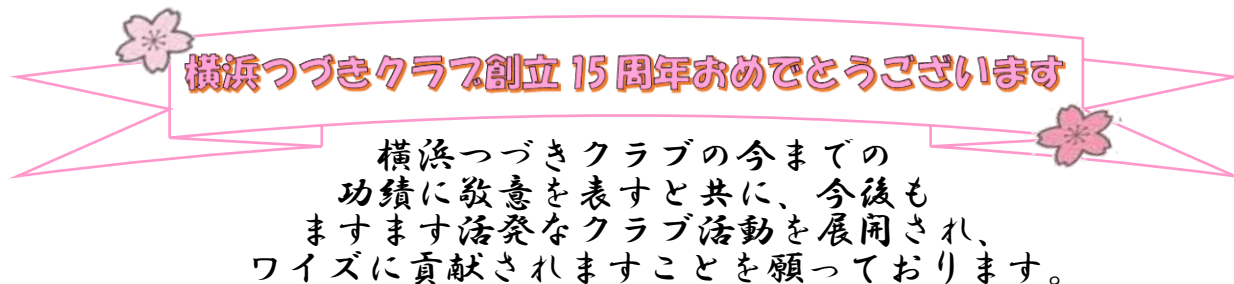 横浜つづきクラブ創立 15 周年おめでとうございます
横浜つづきクラブの今までの
功績に敬意を表すと共に、今後も
ますます活発なクラブ活動を展開され、
ワイズに貢献されますことを願っております。